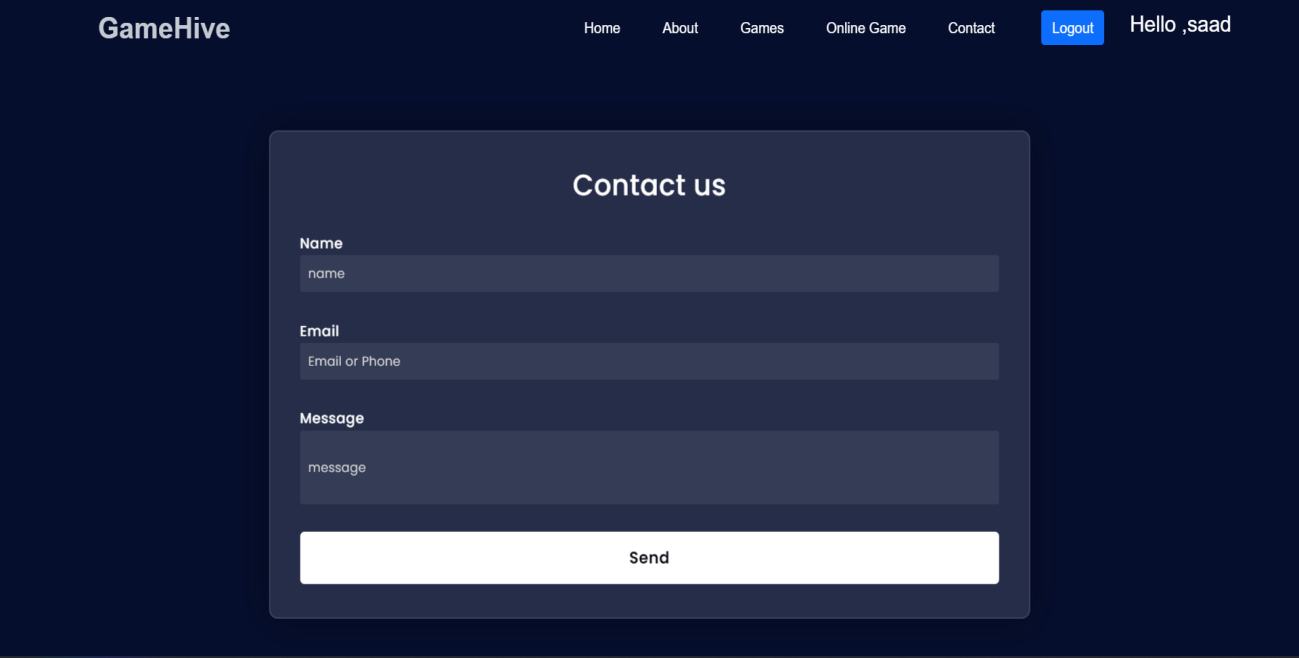 GameHive Home About Games Online Game Contact Logout Hello ,saad
Contact us
Name
name
Email
Email or Phone
Message
message
Send